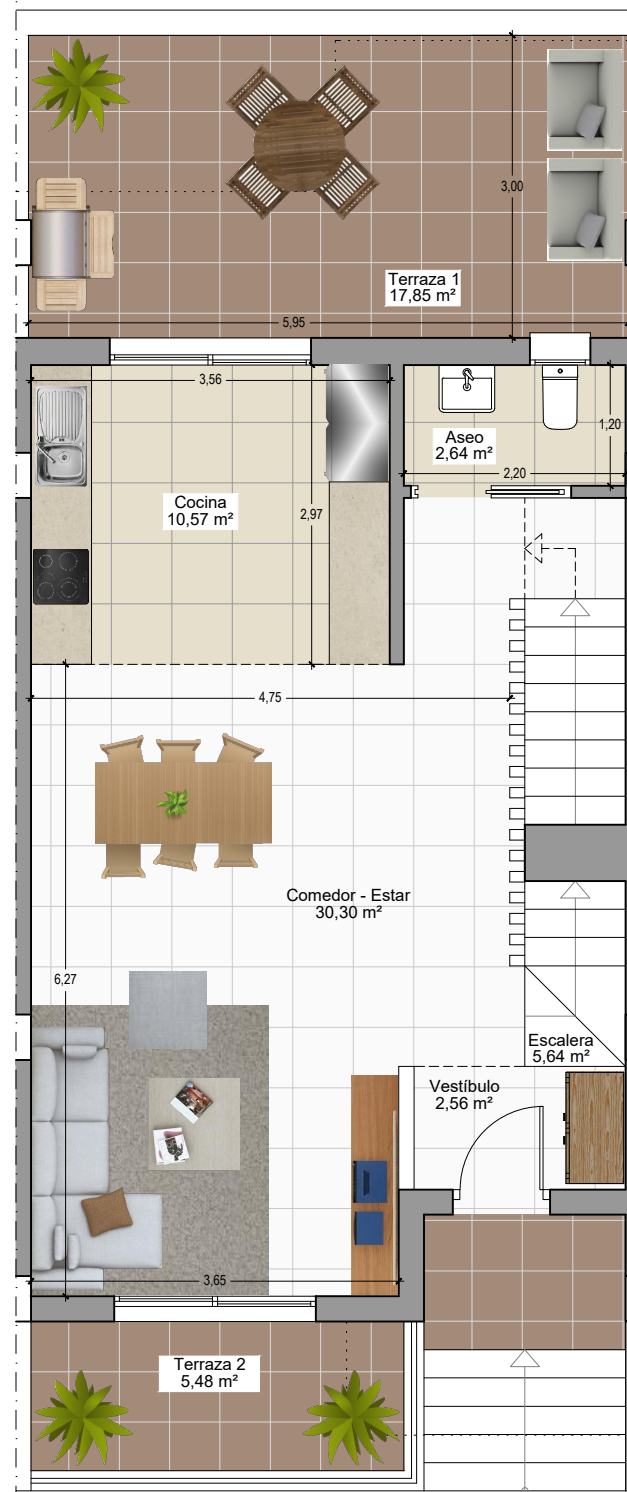 3,00
Terraza 1
17,85 m²
5,95
3,56
1,20
Aseo
2,64 m²
2,20
Cocina
10,57 m²
2,97
4,75
Comedor - Estar
30,30 m²
6,27
Escalera
5,64 m²
Vestíbulo
2,56 m²
3,65
Terraza 2
5,48 m²